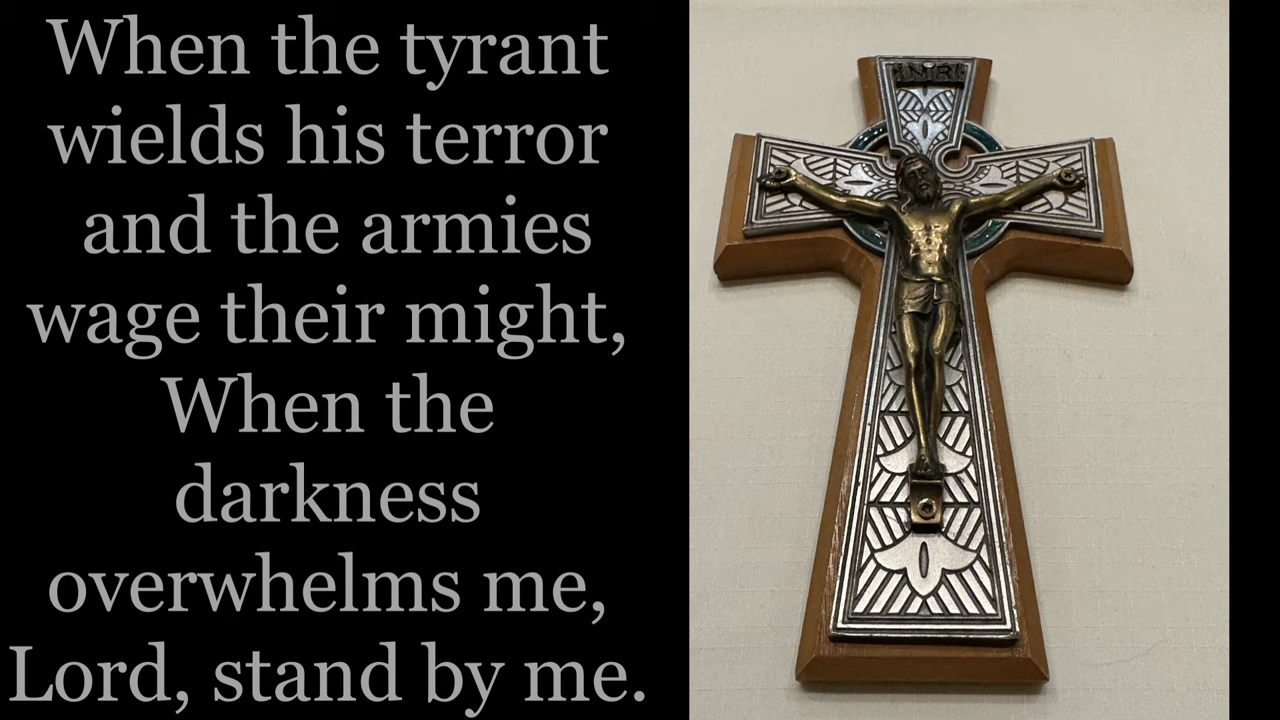 When the tyrant
wields his terror
and the armies
wage their might,
When the
darkness
overwhelms me,
Lord, stand by me.
INRI